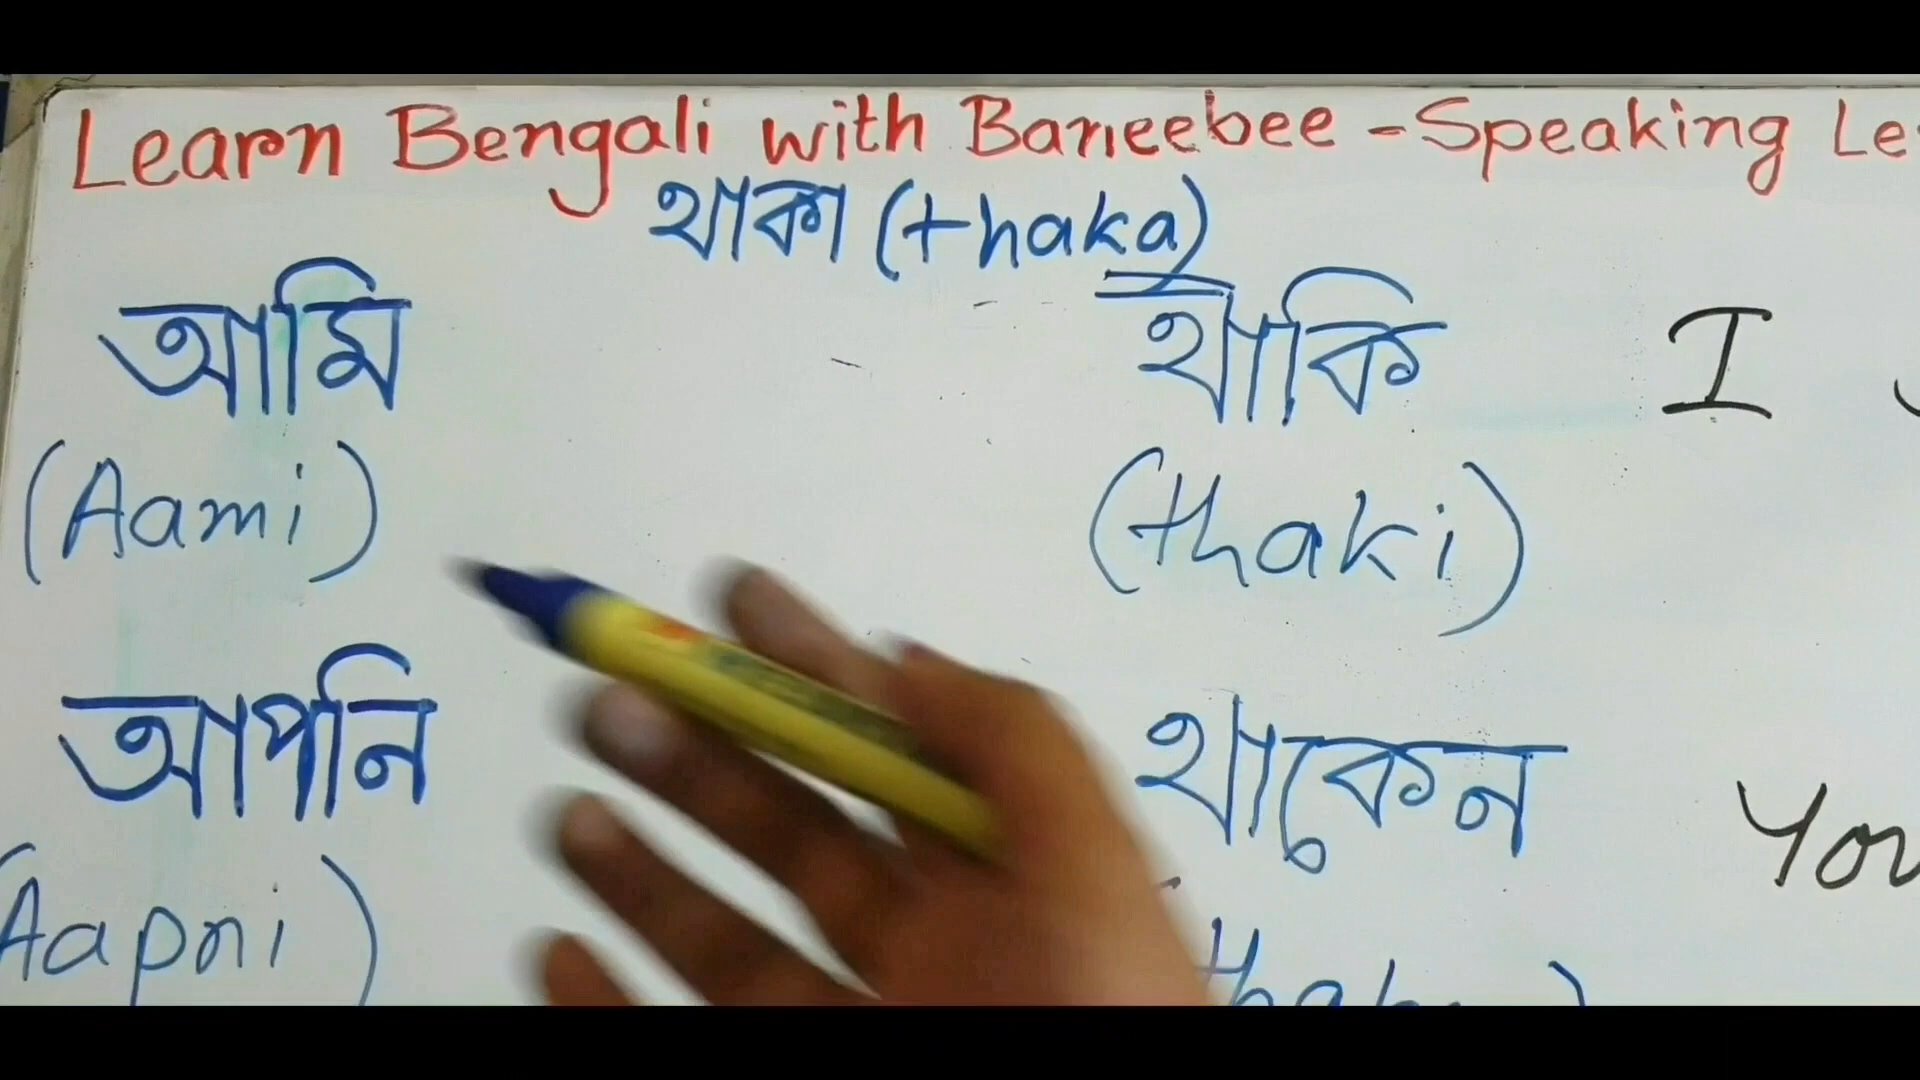 Learn Bengali with Baneebee - Speaking Le
থাকা (thaka)
আমি থাকি I
(Aami) (thaki)
আপনি থাকেন You
(Aapni)